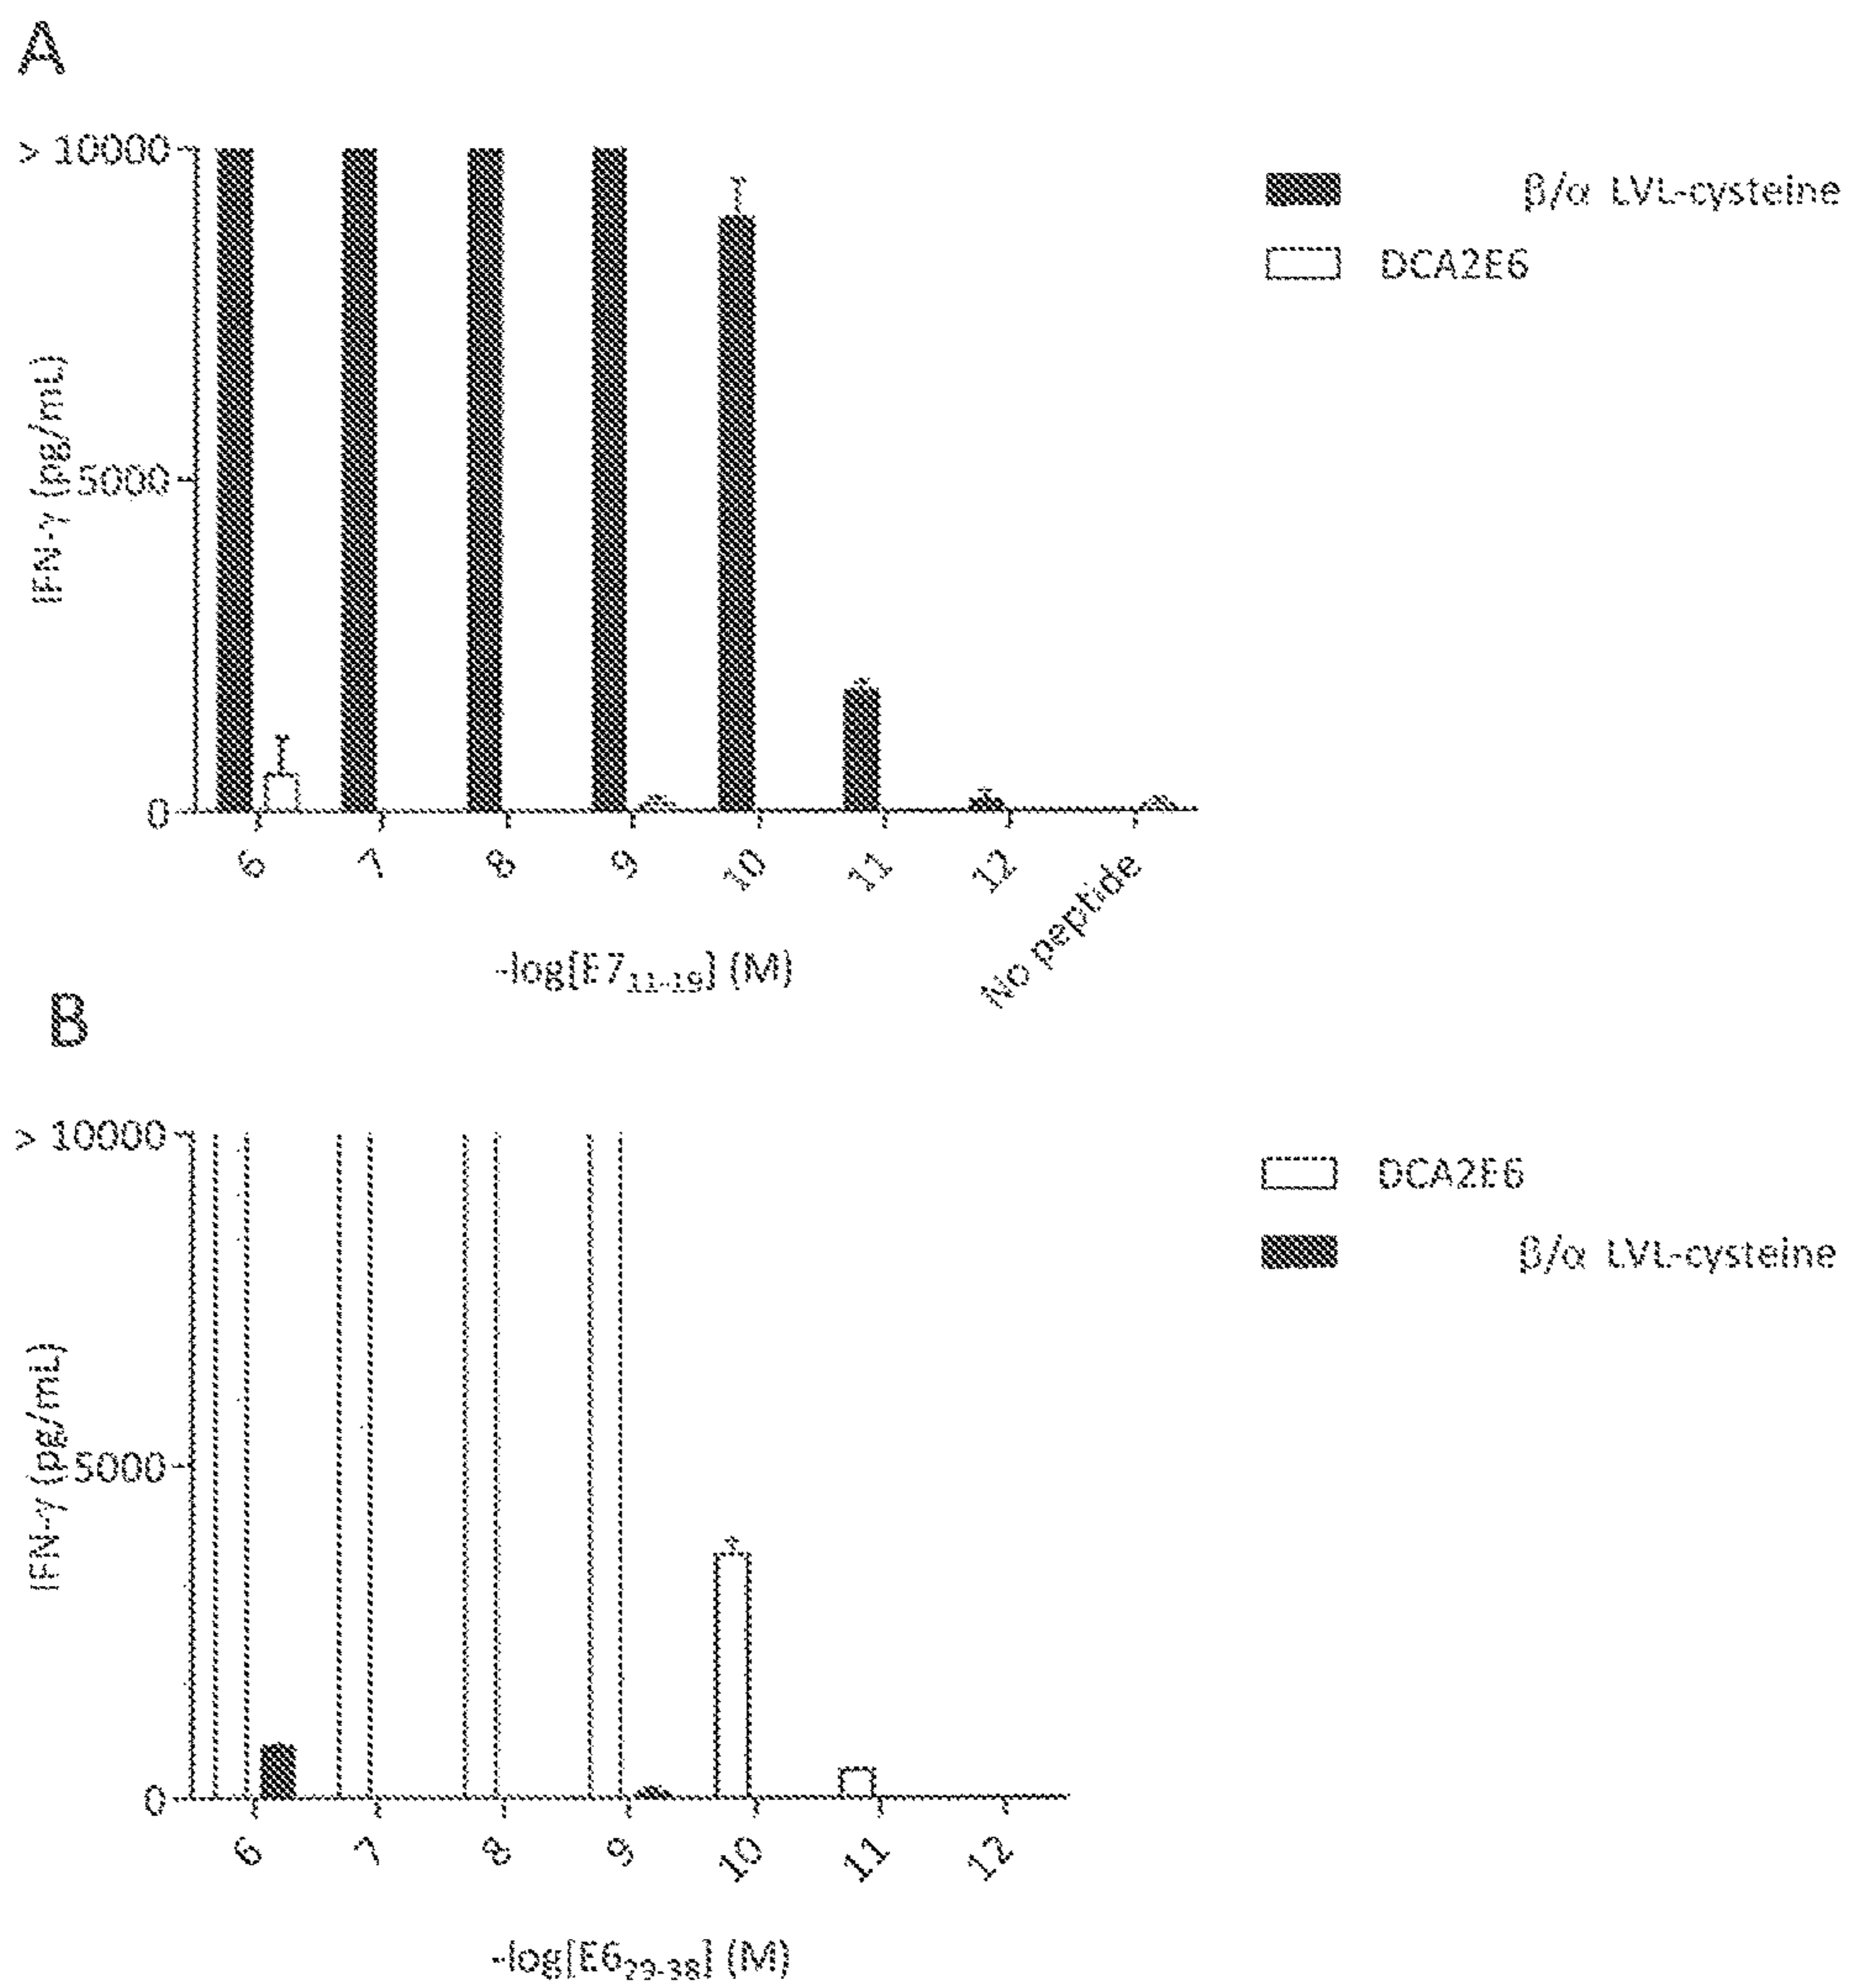 A
> 10000
5000
0
IFN-γ (pg/mL)
β/α LVL-cysteine
DCA2E6
6
7
8
9
10
11
12
No peptide
-log[E7₁₁₋₁₉] (M)
B
> 10000
5000
0
IFN-γ (pg/mL)
DCA2E6
β/α LVL-cysteine
6
7
8
9
10
11
12
-log[E6₂₉₋₃₈] (M)